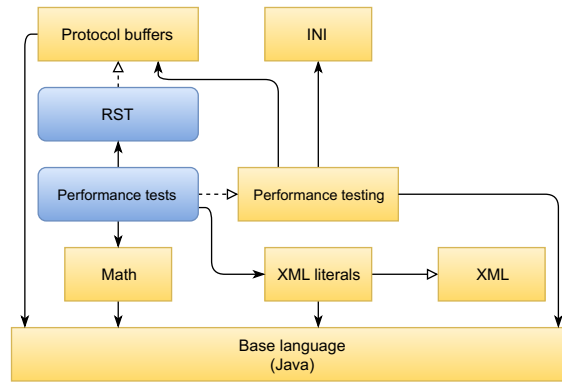 Protocol buffers
INI
RST
Performance tests
Performance testing
Math
XML literals
XML
Base language
(Java)